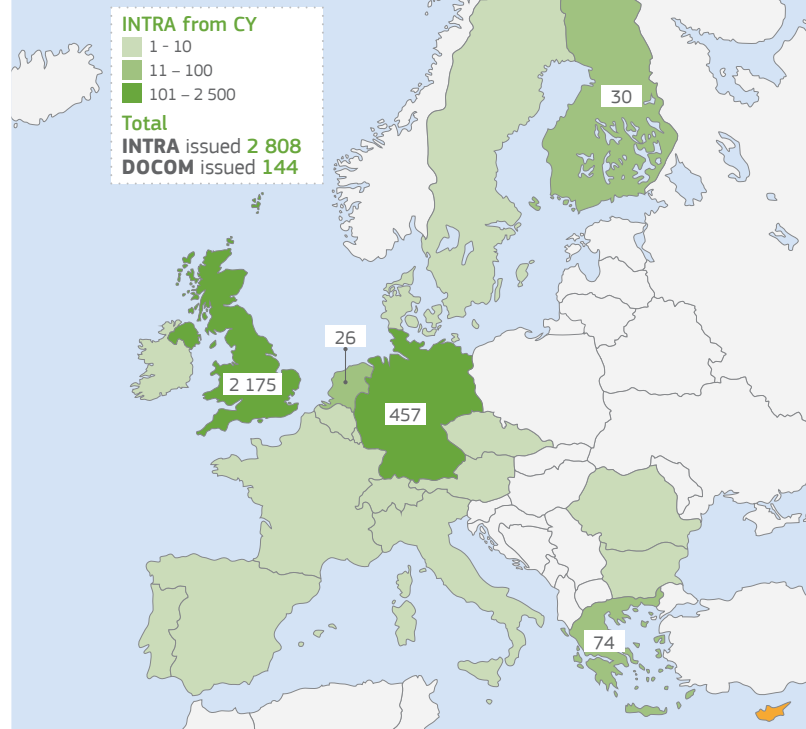 INTRA from CY
1 - 10
11 – 100
101 – 2 500
Total
INTRA issued 2 808
DOCOM issued 144
30
26
2 175
457
74